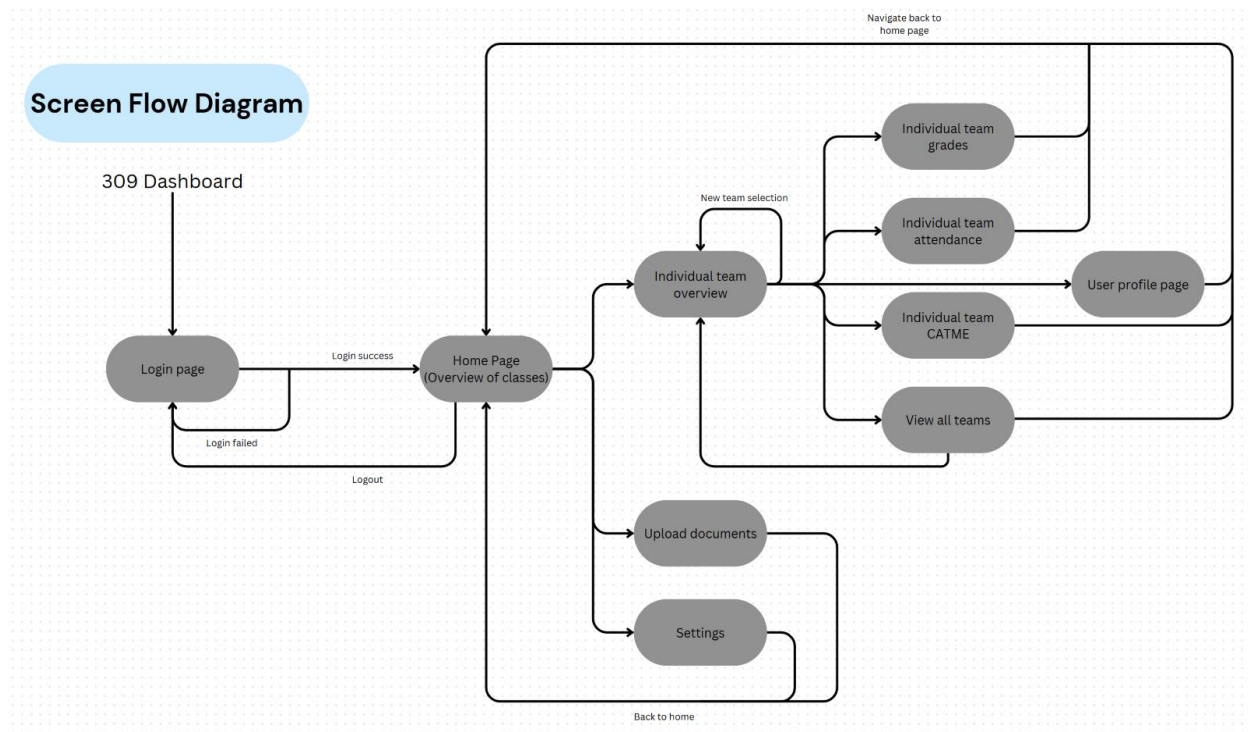 Navigate back to
home page
Screen Flow Diagram
309 Dashboard
Individual team
grades
New team selection
Individual team
attendance
Individual team
overview
User profile page
Individual team
CATME
Login page
Login success
Home Page
(Overview of classes)
Login failed
View all teams
Logout
Upload documents
Settings
Back to home